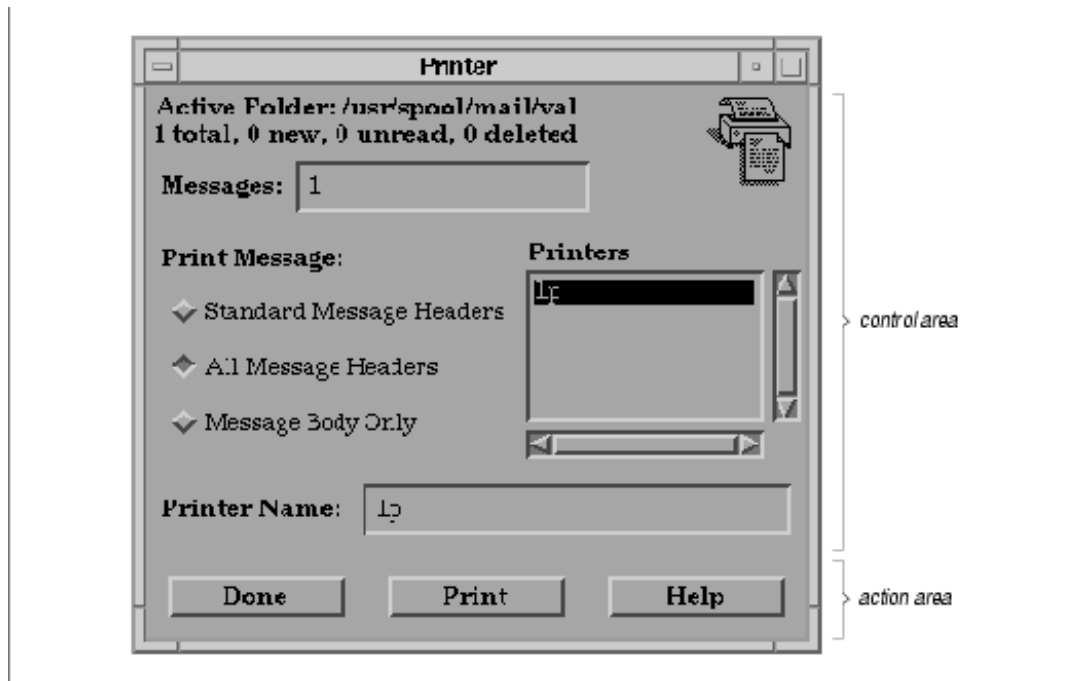 Printer
Active Folder: /usr/spool/mail/val
1 total, 0 new, 0 unread, 0 deleted
Messages: 1
Print Message:
Standard Message Headers
All Message Headers
Message Body Only
Printers
lp
Printer Name: lp
Done Print Help
control area
action area